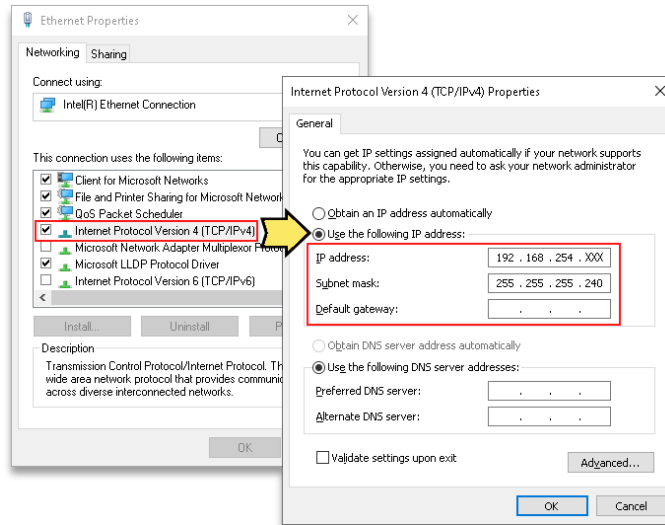 Ethernet Properties
Networking
Sharing
Connect using:
Intel(R) Ethernet Connection
This connection uses the following items:
Client for Microsoft Networks
File and Printer Sharing for Microsoft
QoS Packet Scheduler
Internet Protocol Version 4 (TCP/IPv4)
Microsoft Network Adapter Multiplexor
Microsoft LLDP Protocol Driver
Internet Protocol Version 6 (TCP/IPv6)
Install...
Uninstall
Description
Transmission Control Protocol/Internet Protocol.
wide area network protocol that provides
across diverse interconnected networks.
OK
Internet Protocol Version 4 (TCP/IPv4) Properties
General
You can get IP settings assigned automatically if your network supports
this capability. Otherwise, you need to ask your network administrator
for the appropriate IP settings.
Obtain an IP address automatically
Use the following IP address:
IP address:
192 . 168 . 254 . XXX
Subnet mask:
255 . 255 . 255 . 240
Default gateway:
Obtain DNS server address automatically
Use the following DNS server addresses:
Preferred DNS server:
Alternate DNS server:
Validate settings upon exit
Advanced...
OK
Cancel